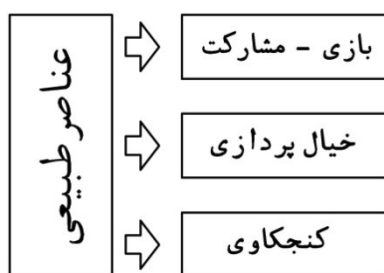 عناصر طبیعی
بازی - مشارکت
خیال پردازی
کنجکاوی